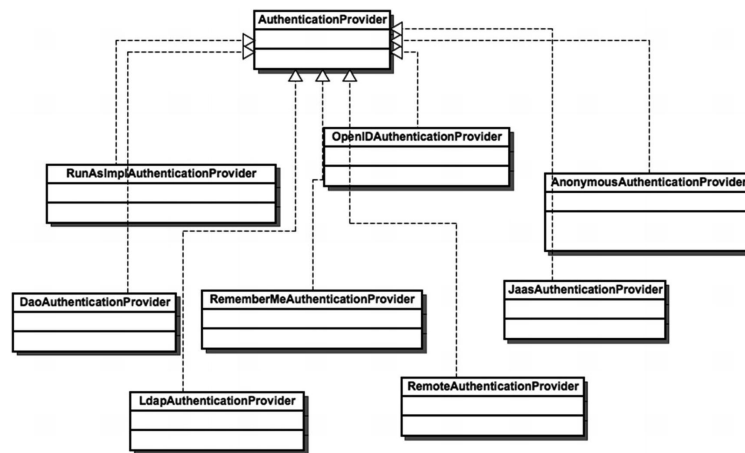 AuthenticationProvider
OpenIDAuthenticationProvider
RunAsImplAuthenticationProvider
AnonymousAuthenticationProvider
JaasAuthenticationProvider
DaoAuthenticationProvider
RememberMeAuthenticationProvider
RemoteAuthenticationProvider
LdapAuthenticationProvider